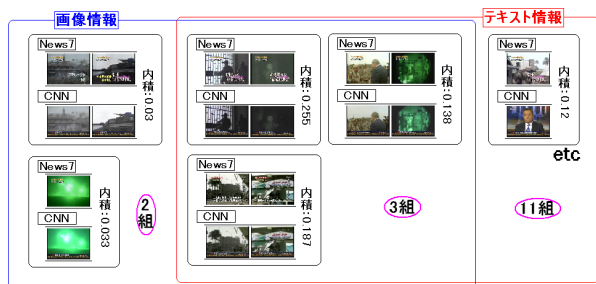 画像情報
テキスト情報
News7
CNN
内積:0.03
News7
CNN
内積:0.255
News7
CNN
内積:0.138
News7
CNN
内積:0.12
etc
News7
CNN
内積:0.033
2組
News7
CNN
内積:0.187
3組
11組